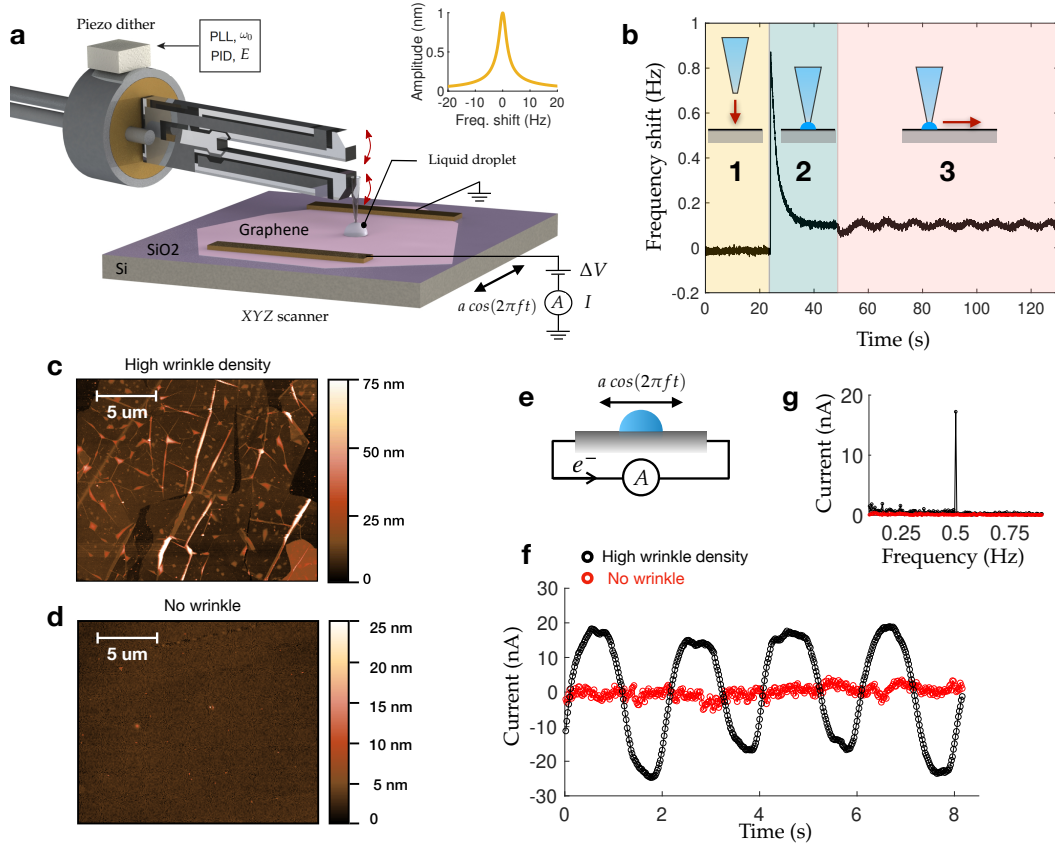 a
Piezo dither
PLL, ω₀
PID, E
Amplitude (nm)
1
0.5
0
-20
0
20
Freq. shift (Hz)
Liquid droplet
Graphene
SiO2
Si
XYZ scanner
a cos(2πft)
ΔV
A
I
b
Frequency shift (Hz)
1
0.8
0.6
0.4
0.2
0
-0.2
1
2
3
0
20
40
60
80
100
120
Time (s)
c
High wrinkle density
5 um
75 nm
50 nm
25 nm
0
d
No wrinkle
5 um
25 nm
20 nm
15 nm
10 nm
5 nm
0
e
a cos(2πft)
e⁻
A
g
Current (nA)
20
10
0
0.25
0.5
0.75
Frequency (Hz)
f
High wrinkle density
No wrinkle
Current (nA)
30
20
10
0
-10
-20
-30
0
2
4
6
8
Time (s)